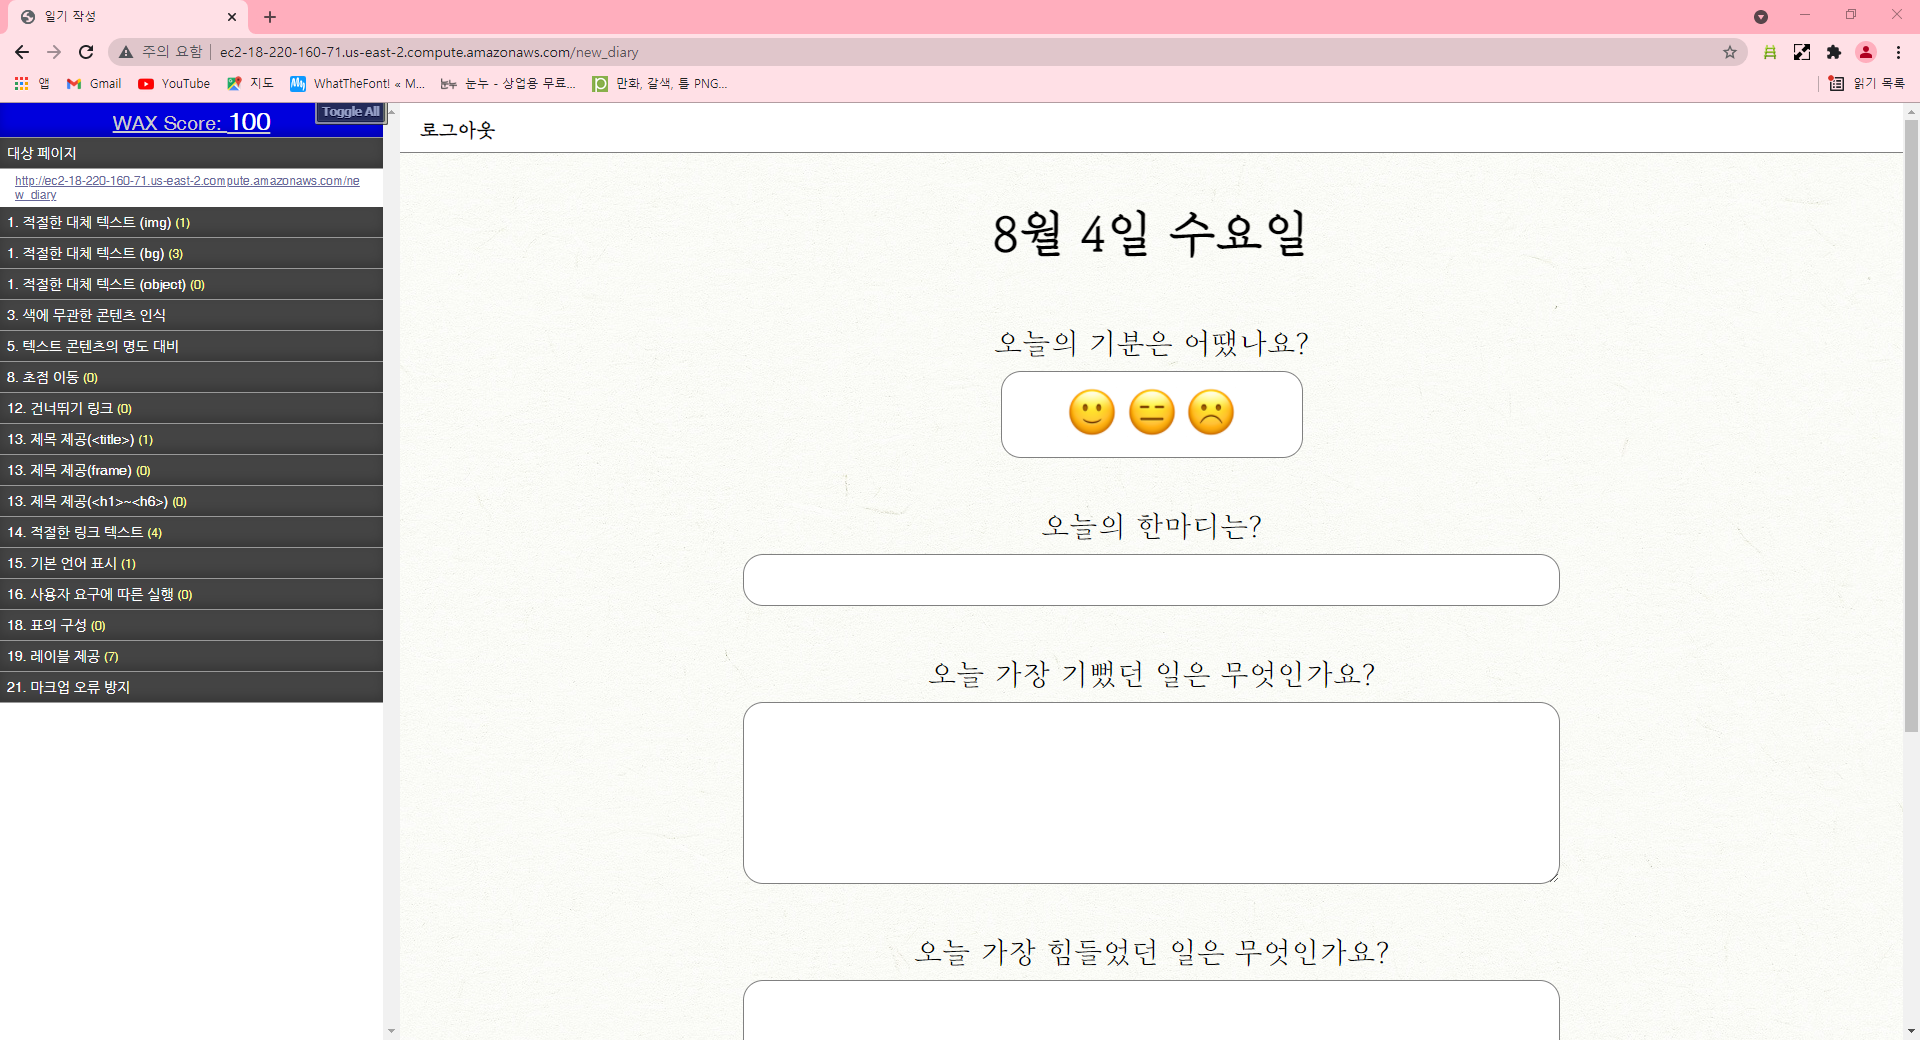 일기 작성
주의 요함 | ec2-18-220-160-71.us-east-2.compute.amazonaws.com/new_diary
앱 Gmail YouTube 지도 WhatTheFont! « M... 눈누 - 상업용 무료... 만화, 갈색, 틀 PNG... 읽기 목록
WAX Score: 100
Toggle All
대상 페이지
http://ec2-18-220-160-71.us-east-2.compute.amazonaws.com/ne
w_diary
1. 적절한 대체 텍스트 (img) (1)
1. 적절한 대체 텍스트 (bg) (3)
1. 적절한 대체 텍스트 (object) (0)
3. 색에 무관한 콘텐츠 인식
5. 텍스트 콘텐츠의 명도 대비
8. 초점 이동 (0)
12. 건너뛰기 링크 (0)
13. 제목 제공(<title>) (1)
13. 제목 제공(frame) (0)
13. 제목 제공(<h1>~<h6>) (0)
14. 적절한 링크 텍스트 (4)
15. 기본 언어 표시 (1)
16. 사용자 요구에 따른 실행 (0)
18. 표의 구성 (0)
19. 레이블 제공 (7)
21. 마크업 오류 방지
로그아웃
8월 4일 수요일
오늘의 기분은 어땠나요?
오늘의 한마디는?
오늘 가장 기뻤던 일은 무엇인가요?
오늘 가장 힘들었던 일은 무엇인가요?